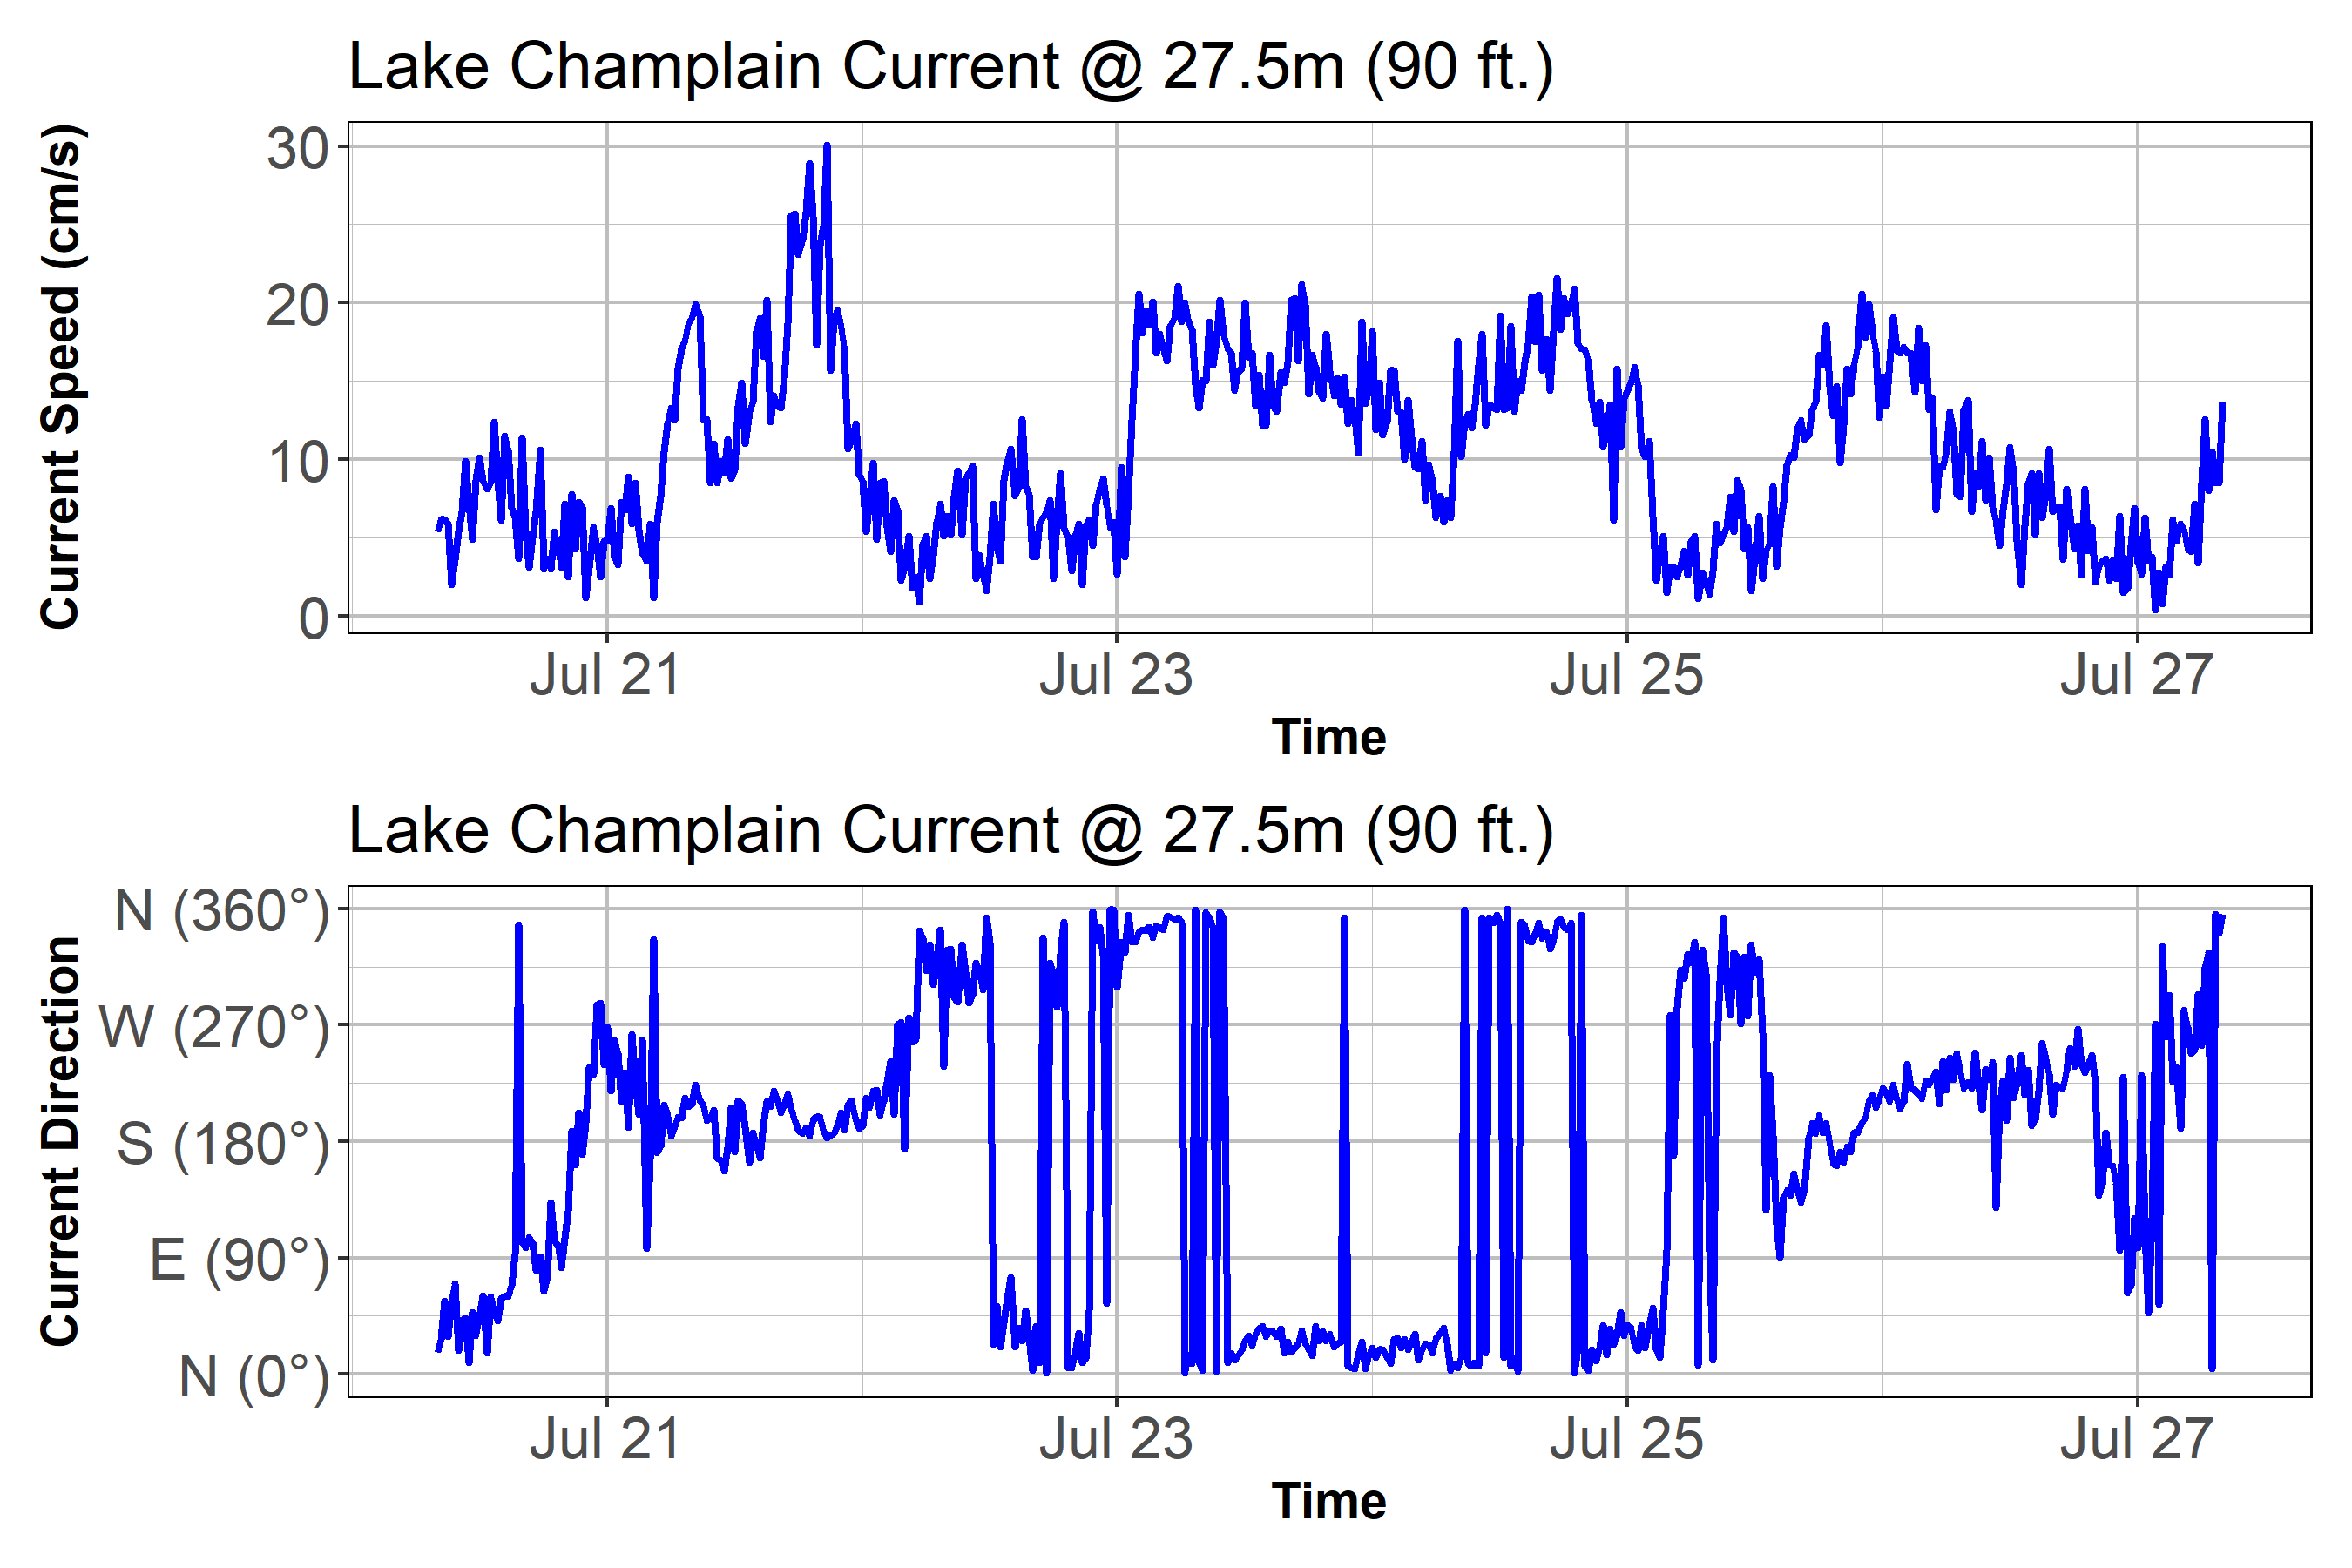 Lake Champlain Current @ 27.5m (90 ft.)
Current Speed (cm/s)
30
20
10
0
Jul 21 Jul 23 Jul 25 Jul 27
Time
Lake Champlain Current @ 27.5m (90 ft.)
Current Direction
N (360°)
W (270°)
S (180°)
E (90°)
N (0°)
Jul 21 Jul 23 Jul 25 Jul 27
Time